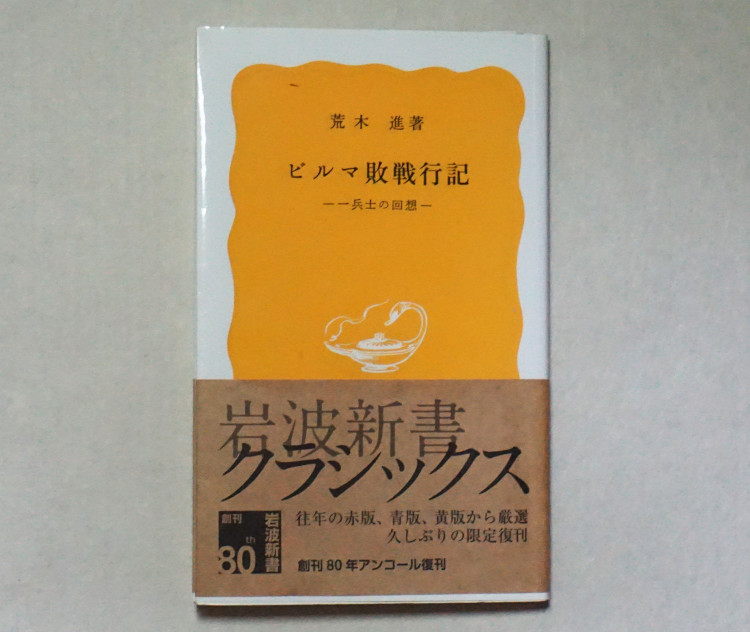 荒木 進著
ビルマ敗戦行記
―一兵士の回想―
岩波新書
クラシックス
往年の赤版、青版、黄版から厳選
久しぶりの限定復刊
創刊80年アンコール復刊
創刊
80th
岩波新書